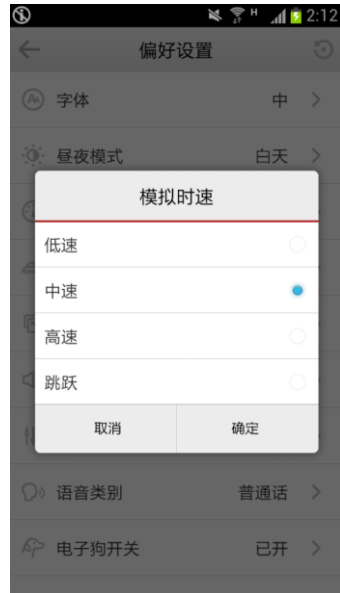 H 2:12
偏好设置
字体 中
昼夜模式 白天
模拟时速
低速
中速
高速
跳跃
取消 确定
语音类别 普通话
电子狗开关 已开